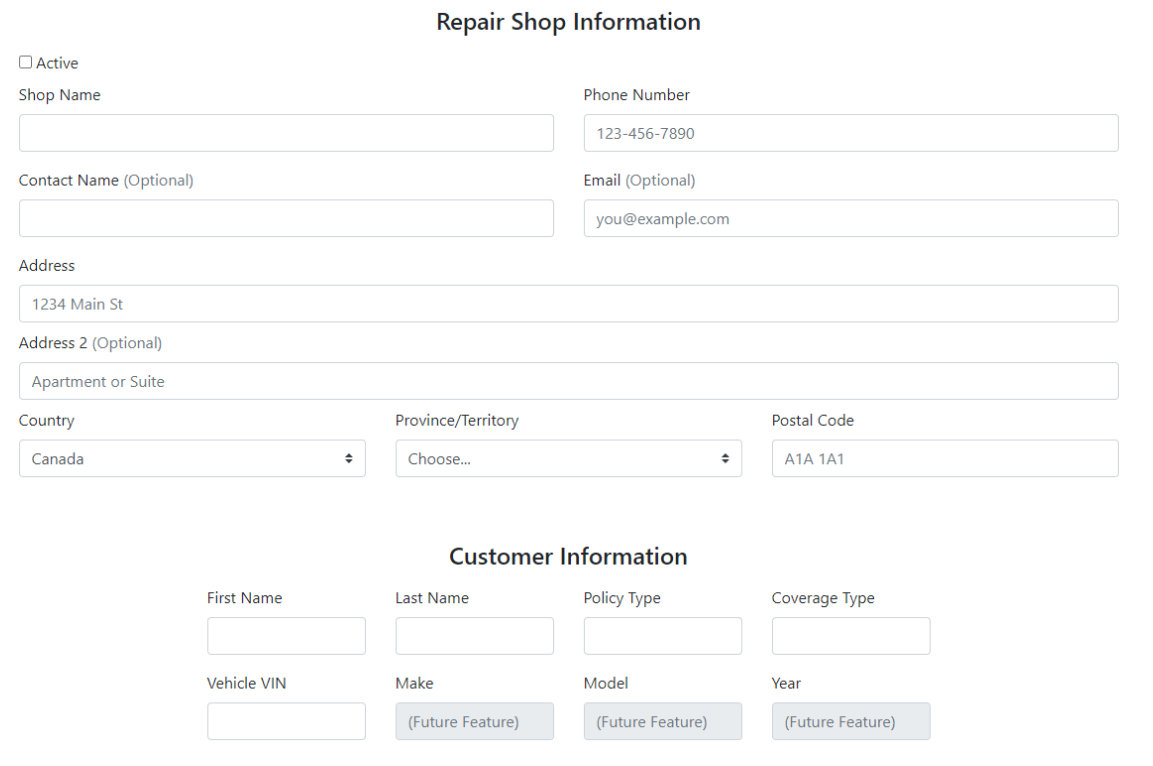 Repair Shop Information
Active
Shop Name Phone Number
123-456-7890
Contact Name (Optional) Email (Optional)
you@example.com
Address
1234 Main St
Address 2 (Optional)
Apartment or Suite
Country Province/Territory Postal Code
Canada Choose... A1A 1A1
Customer Information
First Name Last Name Policy Type Coverage Type
Vehicle VIN Make Model Year
(Future Feature) (Future Feature) (Future Feature)